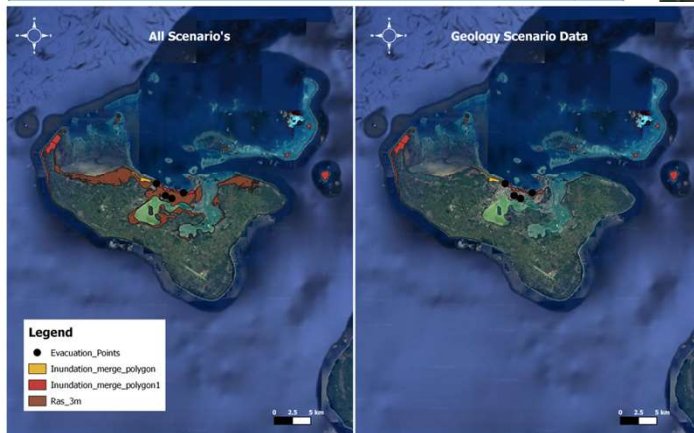 All Scenario's
Geology Scenario Data
Legend
Evacuation_Points
Inundation_merge_polygon
Inundation_merge_polygon1
Ras_3m
0 2.5 5 km
0 2.5 5 km